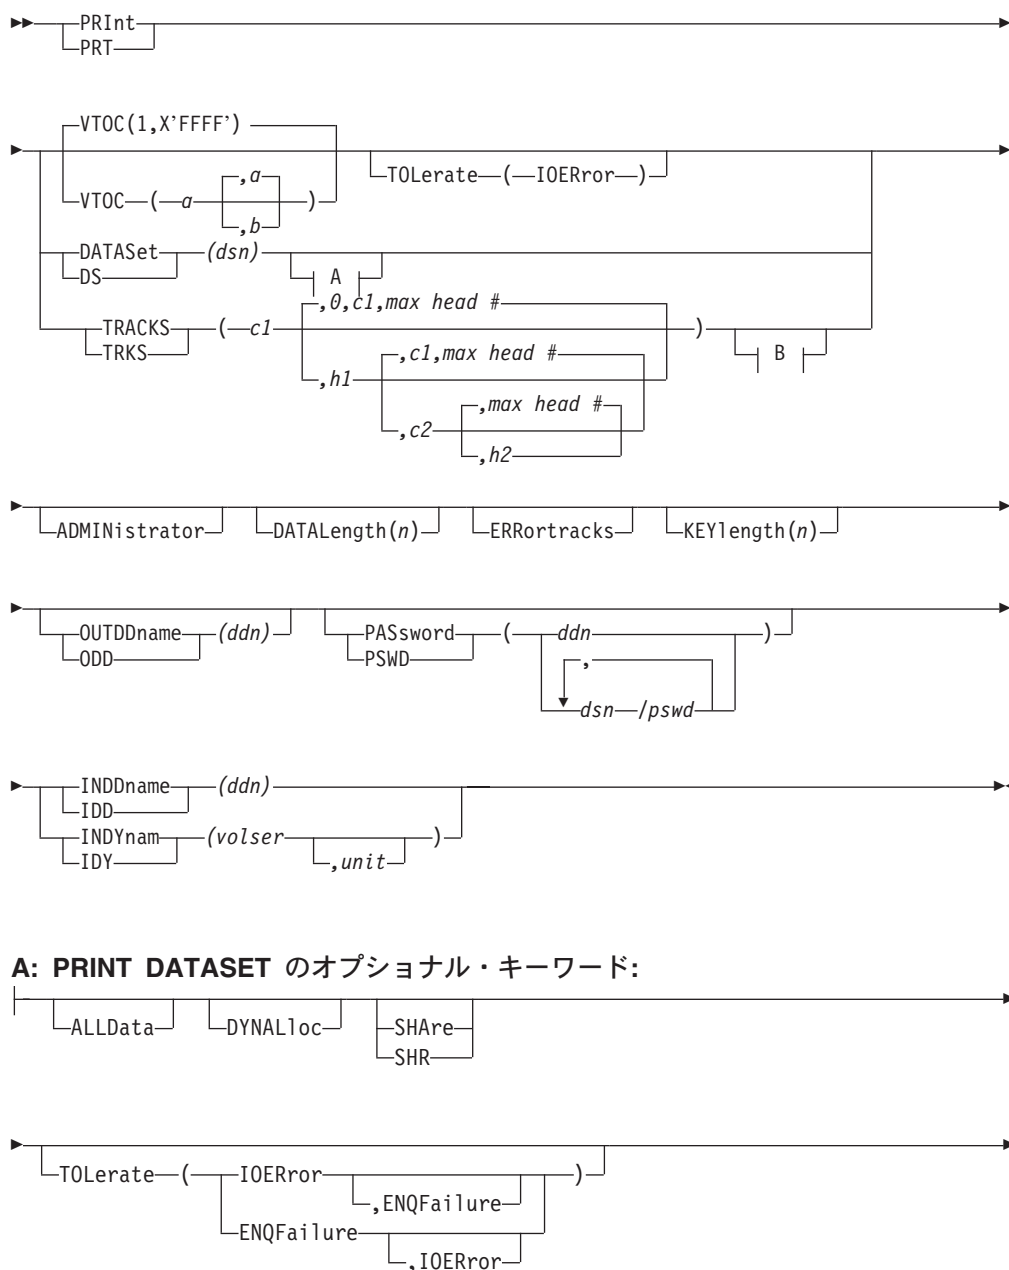 PRInt
PRT
VTOC(1,X'FFFF')
VTOC ( a ,a ) TOLerate ( IOERror )
,b
DATASet (dsn)
DS A
,0,c1,max head #
TRACKS ( c1 )
TRKS ,c1,max head # B
,h1
,max head #
,c2
,h2
ADMINistrator DATALength(n) ERRortracks KEYlength(n)
OUTDDname (ddn) PASsword ( ddn )
ODD PSWD ,
dsn /pswd
INDDname (ddn)
IDD
INDYnam (volser )
IDY ,unit
A: PRINT DATASET のオプショナル・キーワード:
ALLData DYNALloc SHAre
SHR
TOLerate ( IOERror )
,ENQFailure
ENQFailure
,IOERror